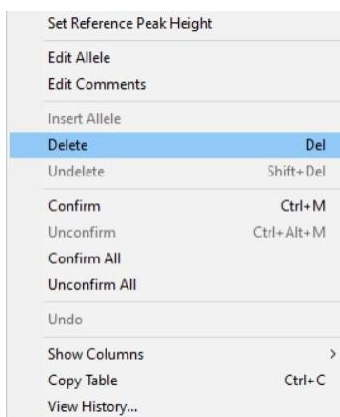 Set Reference Peak Height
Edit Allele
Edit Comments
Insert Allele
Delete Del
Undelete Shift+Del
Confirm Ctrl+M
Unconfirm Ctrl+Alt+M
Confirm All
Unconfirm All
Undo
Show Columns >
Copy Table Ctrl+C
View History...